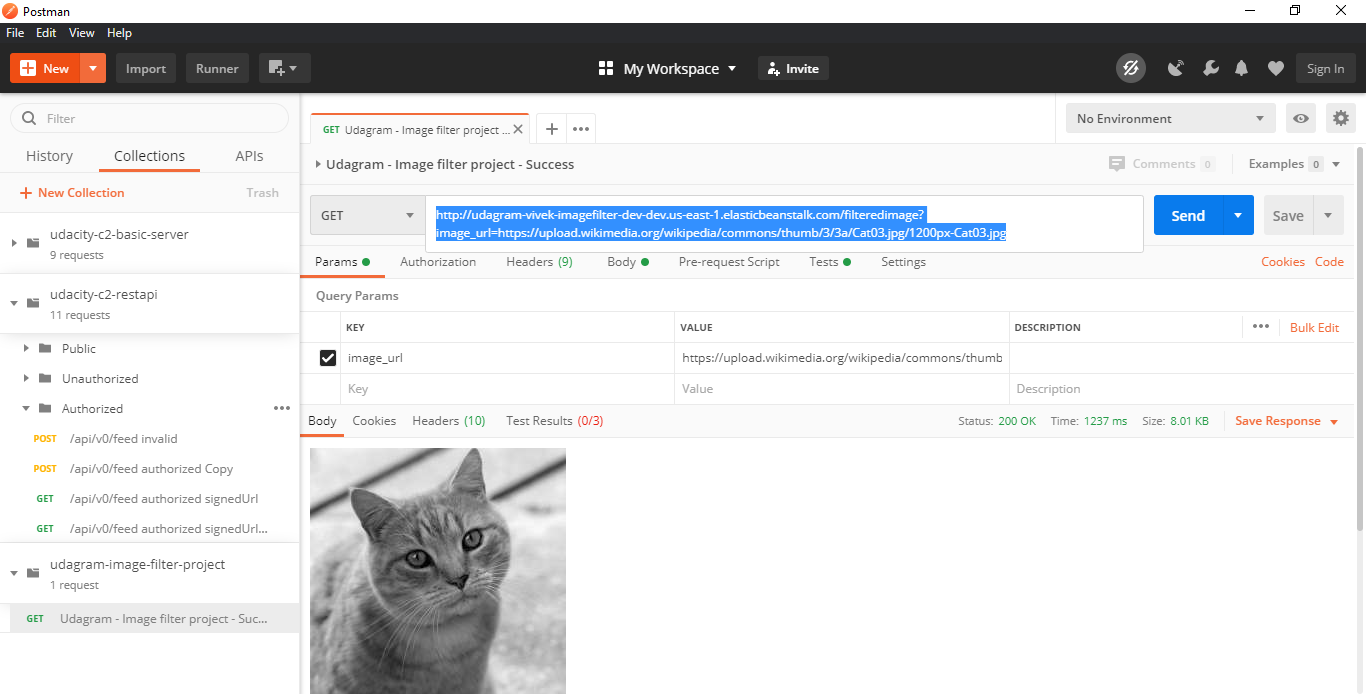 Postman
File Edit View Help
New Import Runner My Workspace Invite Sign In
Filter
History Collections APIs
+ New Collection Trash
udacity-c2-basic-server
9 requests
udacity-c2-restapi
11 requests
Public
Unauthorized
Authorized
POST /api/v0/feed invalid
POST /api/v0/feed authorized Copy
GET /api/v0/feed authorized signedUrl
GET /api/v0/feed authorized signedUrl...
udagram-image-filter-project
1 request
GET Udagram - Image filter project - Suc...
GET Udagram - Image filter project ...
No Environment
Udagram - Image filter project - Success
Comments 0 Examples 0
GET
http://udagram-vivek-imagefilter-dev-dev.us-east-1.elasticbeanstalk.com/filteredimage?
image_url=https://upload.wikimedia.org/wikipedia/commons/thumb/3/3a/Cat03.jpg/1200px-Cat03.jpg
Send Save
Params Authorization Headers (9) Body Pre-request Script Tests Settings Cookies Code
Query Params
KEY VALUE DESCRIPTION Bulk Edit
image_url https://upload.wikimedia.org/wikipedia/commons/thumb
Key Value Description
Body Cookies Headers (10) Test Results (0/3) Status: 200 OK Time: 1237 ms Size: 8.01 KB Save Response